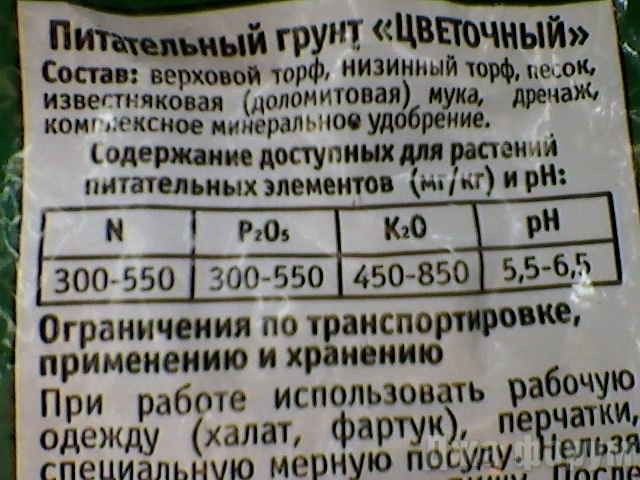 Питательный грунт «ЦВЕТОЧНЫЙ»
Состав: верховой торф, низинный торф, песок,
известняковая (доломитовая) мука, дренаж,
комплексное минеральное удобрение.
Содержание доступных для растений
питательных элементов (мг/кг) и pH:
N P₂O₅ K₂O pH
300-550 300-550 450-850 5,5-6,5
Ограничения по транспортировке,
применению и хранению
При работе использовать рабочую
одежду (халат, фартук), перчатки,
специальную мерную посуду. Нельзя
После